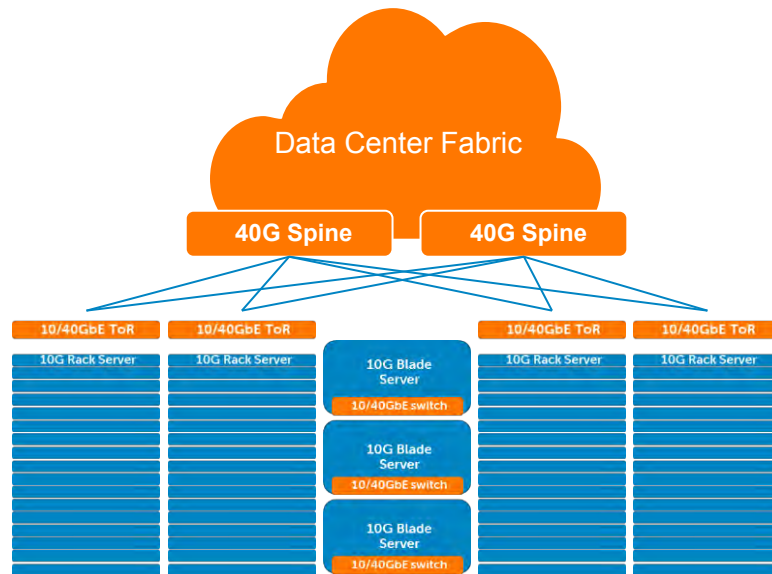 Data Center Fabric
40G Spine
40G Spine
10/40GbE ToR
10/40GbE ToR
10/40GbE ToR
10/40GbE ToR
10G Rack Server
10G Rack Server
10G Rack Server
10G Rack Server
10G Blade
Server
10/40GbE switch
10G Blade
Server
10/40GbE switch
10G Blade
Server
10/40GbE switch